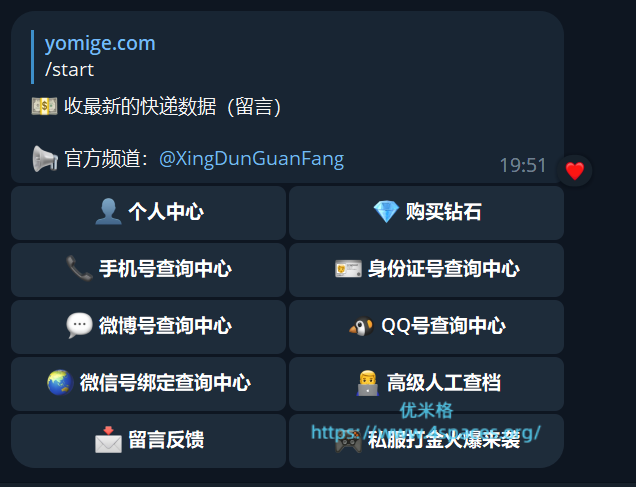 yomige.com
/start
💵 收最新的快递数据（留言）
📢 官方频道：@XingDunGuanFang
19:51
👤 个人中心
💎 购买钻石
📞 手机号查询中心
🪪 身份证号查询中心
💬 微博号查询中心
🐧 QQ号查询中心
🌏 微信号绑定查询中心
👨‍💻 高级人工查档
优米格
https://www.4spaces.org/
📩 留言反馈
🎮 私服打金火爆来袭